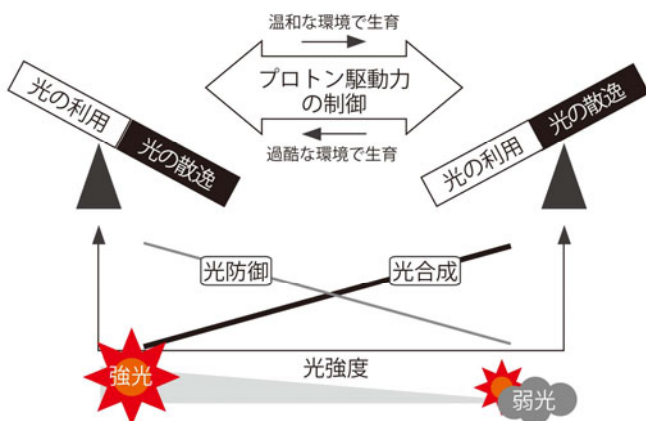 温和な環境で生育
プロトン駆動力
の制御
過酷な環境で生育
光の利用
光の散逸
光の利用
光の散逸
光防御
光合成
光強度
強光
弱光